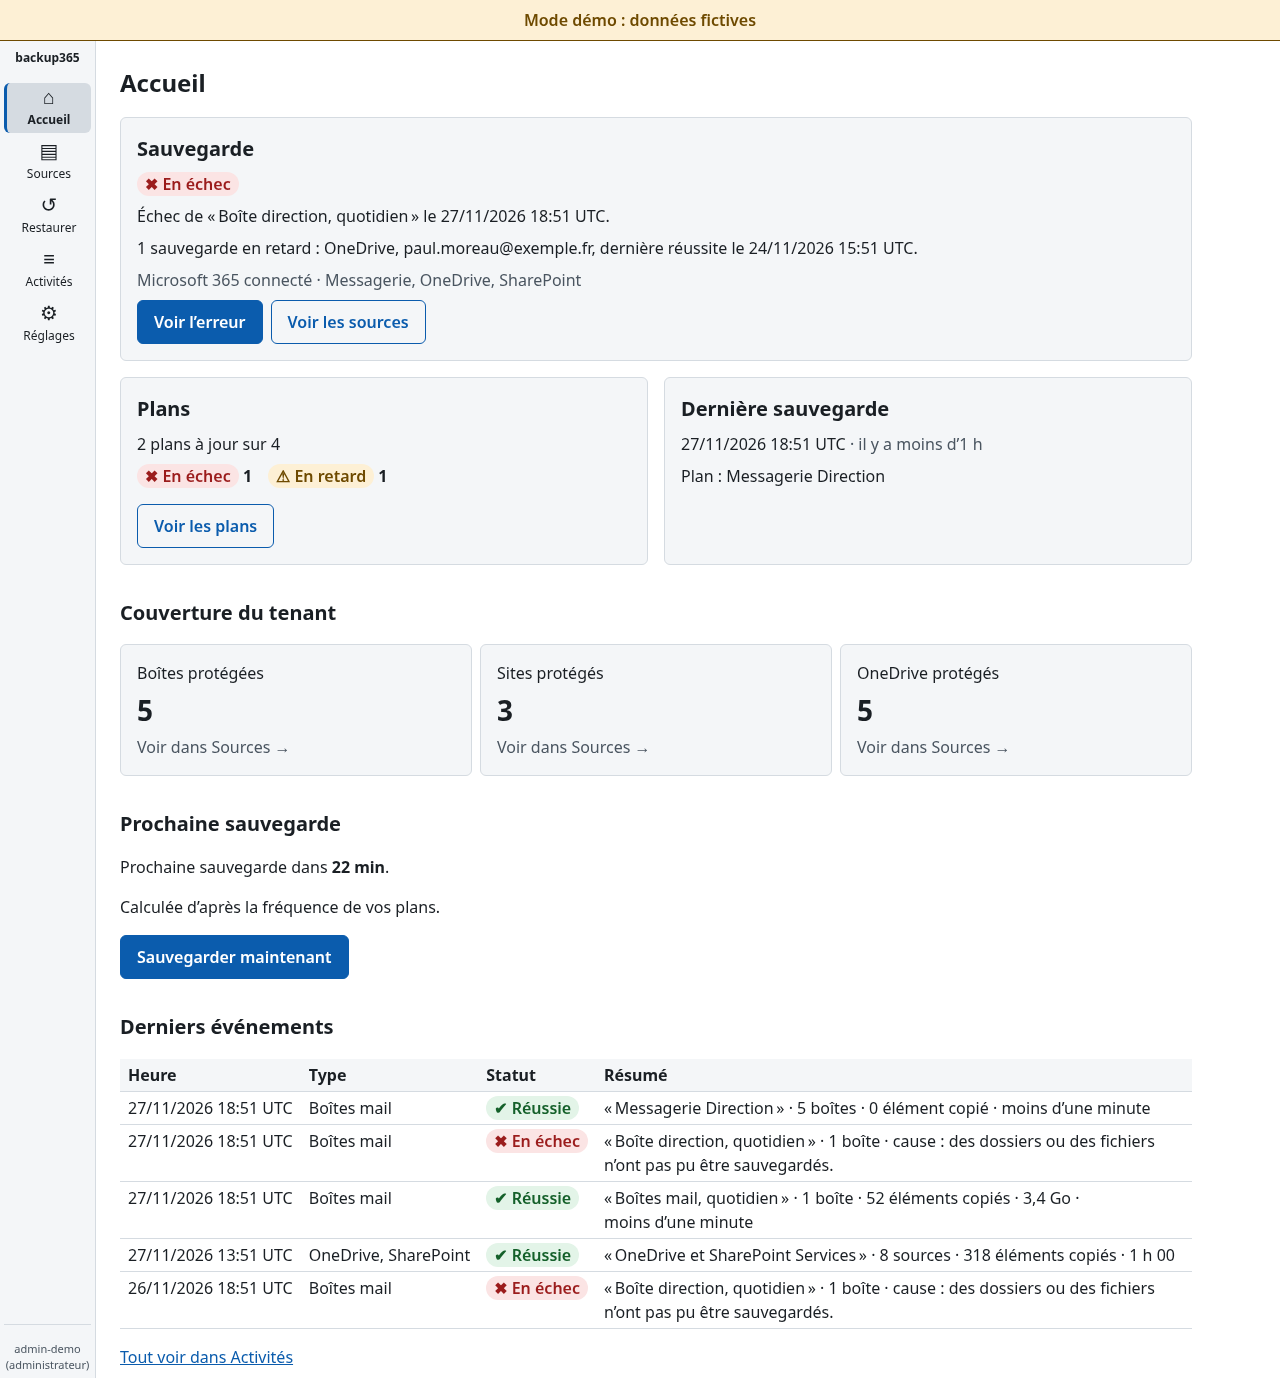 Mode démo : données fictives
backup365
Accueil
Sources
Restaurer
Activités
Réglages
admin-demo
(administrateur)
Accueil
Sauvegarde
✖ En échec
Échec de « Boîte direction, quotidien » le 27/11/2026 18:51 UTC.
1 sauvegarde en retard : OneDrive, paul.moreau@exemple.fr, dernière réussite le 24/11/2026 15:51 UTC.
Microsoft 365 connecté · Messagerie, OneDrive, SharePoint
Voir l’erreur Voir les sources
Plans
2 plans à jour sur 4
✖ En échec 1 ⚠ En retard 1
Voir les plans
Dernière sauvegarde
27/11/2026 18:51 UTC · il y a moins d’1 h
Plan : Messagerie Direction
Couverture du tenant
Boîtes protégées
5
Voir dans Sources →
Sites protégés
3
Voir dans Sources →
OneDrive protégés
5
Voir dans Sources →
Prochaine sauvegarde
Prochaine sauvegarde dans 22 min.
Calculée d’après la fréquence de vos plans.
Sauvegarder maintenant
Derniers événements
Heure Type Statut Résumé
27/11/2026 18:51 UTC Boîtes mail ✔ Réussie « Messagerie Direction » · 5 boîtes · 0 élément copié · moins d’une minute
27/11/2026 18:51 UTC Boîtes mail ✖ En échec « Boîte direction, quotidien » · 1 boîte · cause : des dossiers ou des fichiers
n’ont pas pu être sauvegardés.
27/11/2026 18:51 UTC Boîtes mail ✔ Réussie « Boîtes mail, quotidien » · 1 boîte · 52 éléments copiés · 3,4 Go ·
moins d’une minute
27/11/2026 13:51 UTC OneDrive, SharePoint ✔ Réussie « OneDrive et SharePoint Services » · 8 sources · 318 éléments copiés · 1 h 00
26/11/2026 18:51 UTC Boîtes mail ✖ En échec « Boîte direction, quotidien » · 1 boîte · cause : des dossiers ou des fichiers
n’ont pas pu être sauvegardés.
Tout voir dans Activités